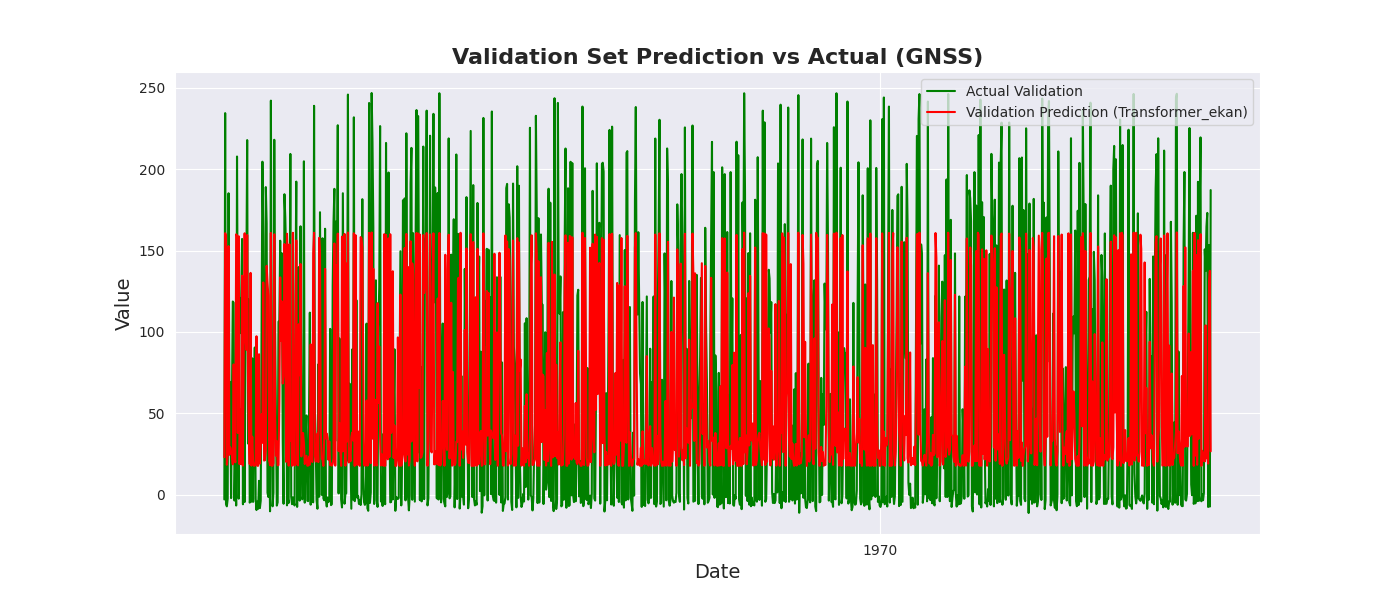 Validation Set Prediction vs Actual (GNSS)
Actual Validation
Validation Prediction (Transformer_ekan)
250
200
150
100
50
0
Value
1970
Date